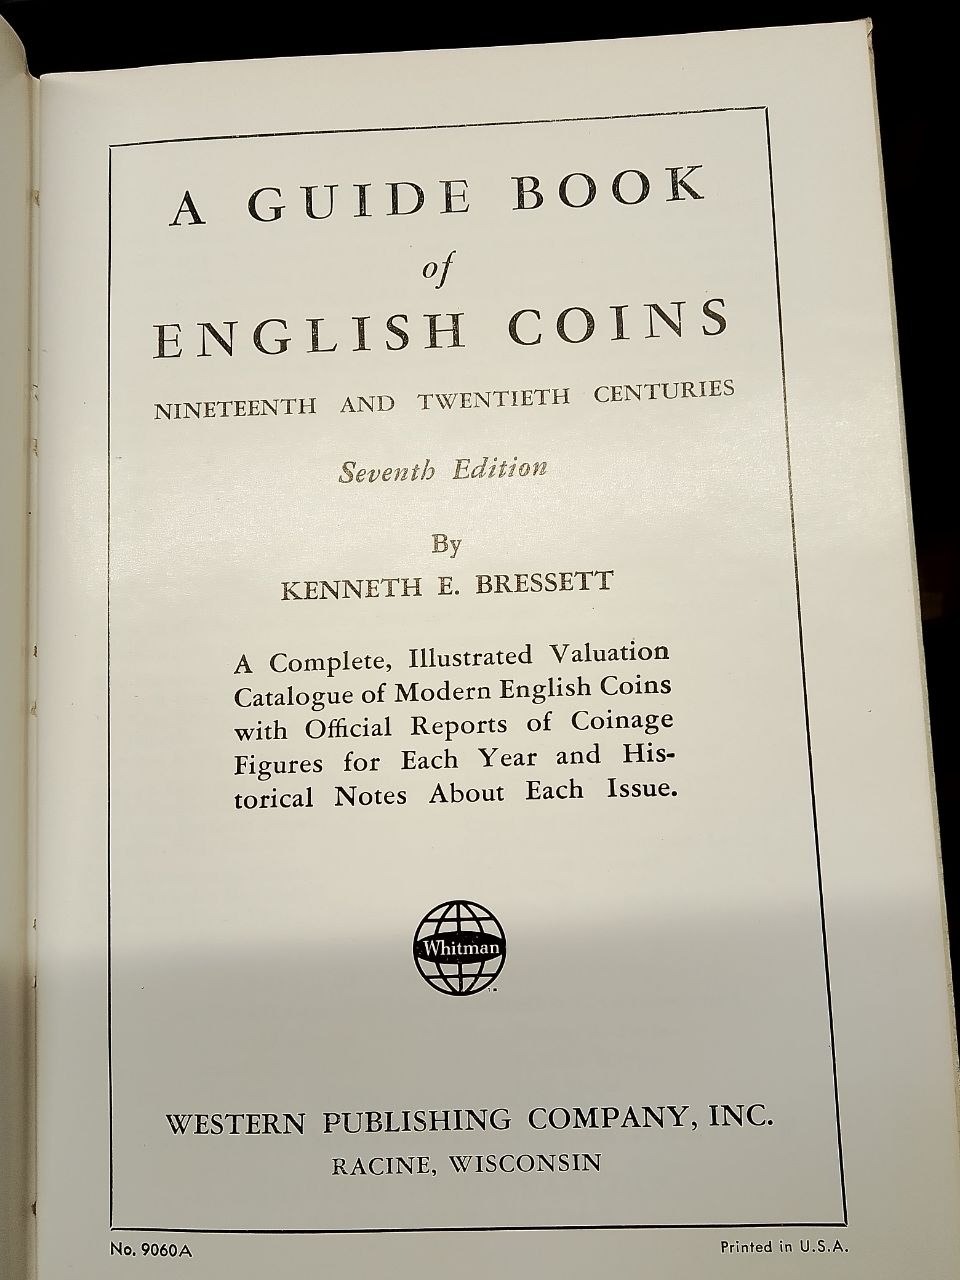 A GUIDE BOOK
of
ENGLISH COINS
NINETEENTH AND TWENTIETH CENTURIES
Seventh Edition
By
KENNETH E. BRESSETT
A Complete, Illustrated Valuation
Catalogue of Modern English Coins
with Official Reports of Coinage
Figures for Each Year and His-
torical Notes About Each Issue.
Whitman
WESTERN PUBLISHING COMPANY, INC.
RACINE, WISCONSIN
No. 9060A
Printed in U.S.A.